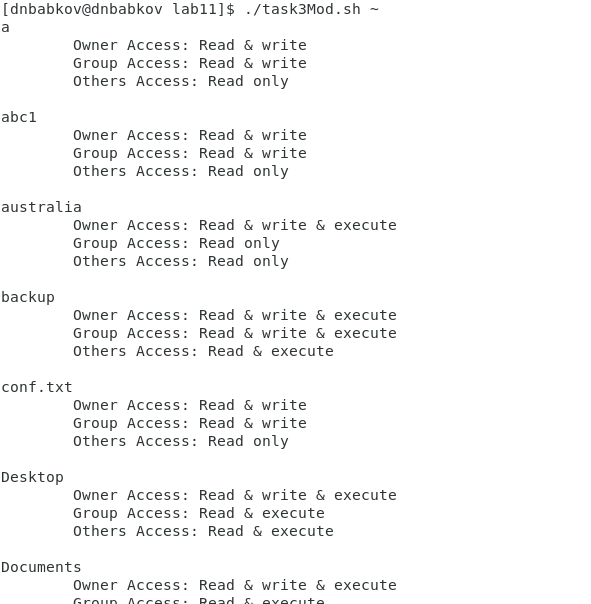 [dnbabkov@dnbabkov lab11]$ ./task3Mod.sh ~
a
        Owner Access: Read & write
        Group Access: Read & write
        Others Access: Read only

abc1
        Owner Access: Read & write
        Group Access: Read & write
        Others Access: Read only

australia
        Owner Access: Read & write & execute
        Group Access: Read only
        Others Access: Read only

backup
        Owner Access: Read & write & execute
        Group Access: Read & write & execute
        Others Access: Read & execute

conf.txt
        Owner Access: Read & write
        Group Access: Read & write
        Others Access: Read only

Desktop
        Owner Access: Read & write & execute
        Group Access: Read & execute
        Others Access: Read & execute

Documents
        Owner Access: Read & write & execute
        Group Access: Read & execute